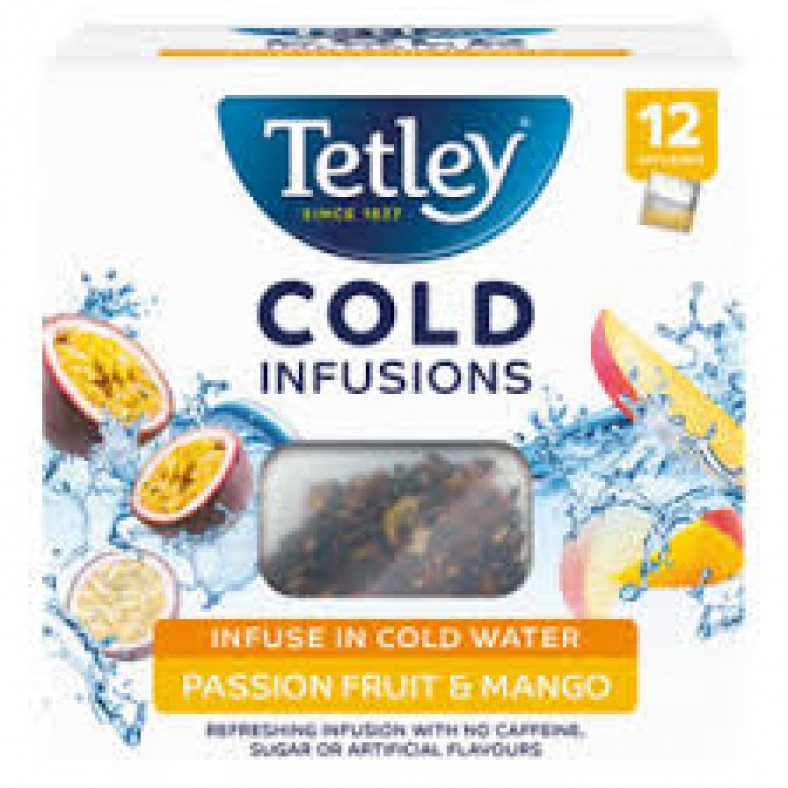 Tetley
SINCE 1837
12
INFUSIONS
COLD
INFUSIONS
INFUSE IN COLD WATER
PASSION FRUIT & MANGO
REFRESHING INFUSION WITH NO CAFFEINE,
SUGAR OR ARTIFICIAL FLAVOURS